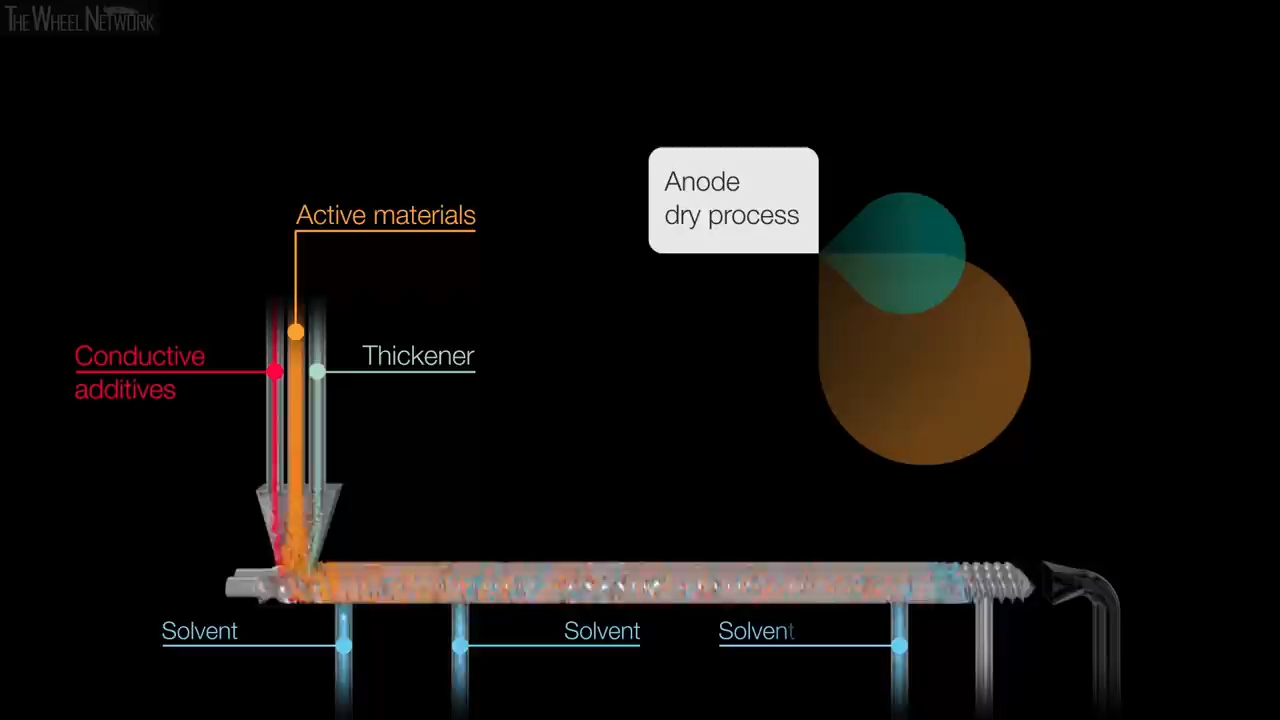 THE WHEEL NETWORK
Anode
dry process
Active materials
Conductive
additives
Thickener
Solvent
Solvent
Solvent